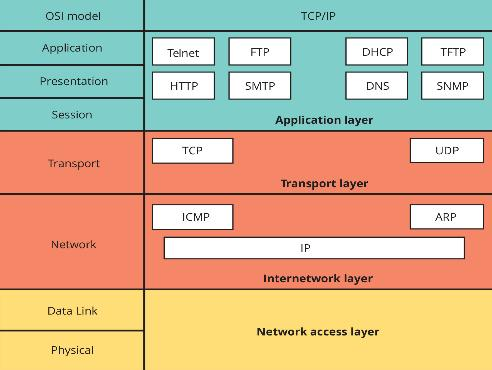 OSI model TCP/IP
Application Telnet FTP DHCP TFTP
Presentation HTTP SMTP DNS SNMP
Session Application layer
Transport TCP UDP
Transport layer
Network ICMP ARP
IP
Internetwork layer
Data Link
Network access layer
Physical